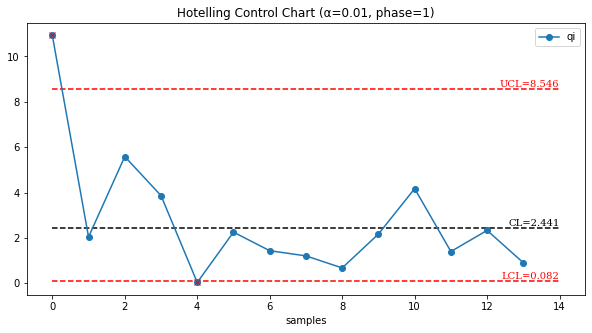 Hotelling Control Chart (α=0.01, phase=1)
qi
10
8
6
4
2
0
UCL=8.546
CL=2.441
LCL=0.082
0 2 4 6 8 10 12 14
samples